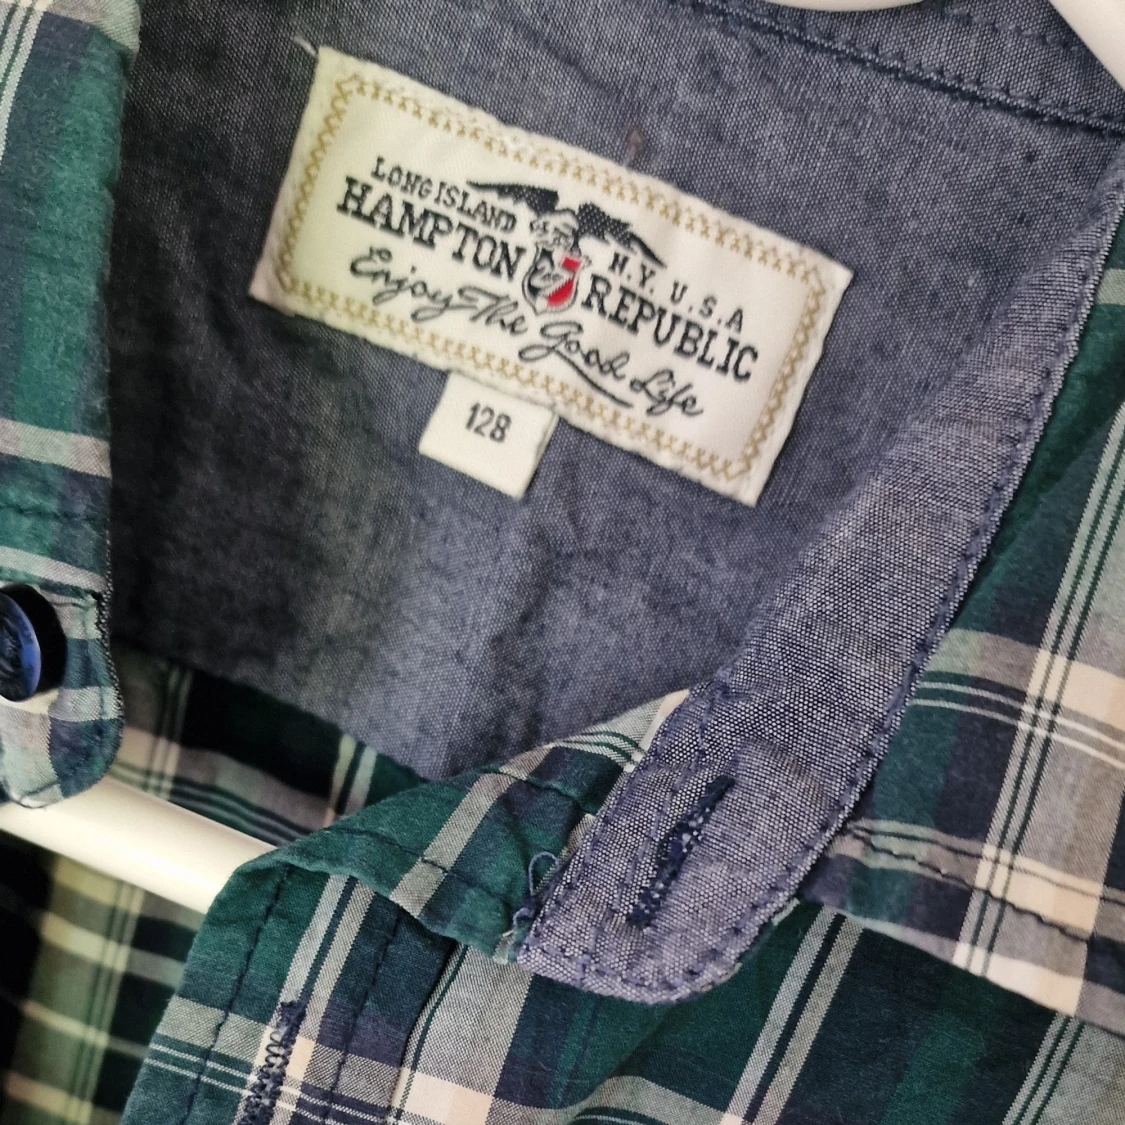 LONG ISLAND N.Y. U.S.A
HAMPTON REPUBLIC
Enjoy The Good Life
128